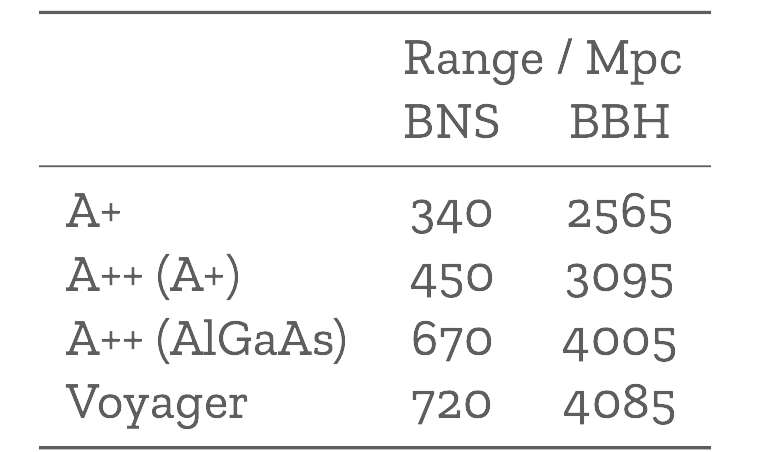 Range / Mpc
BNS BBH
A+ 340 2565
A++ (A+) 450 3095
A++ (AlGaAs) 670 4005
Voyager 720 4085